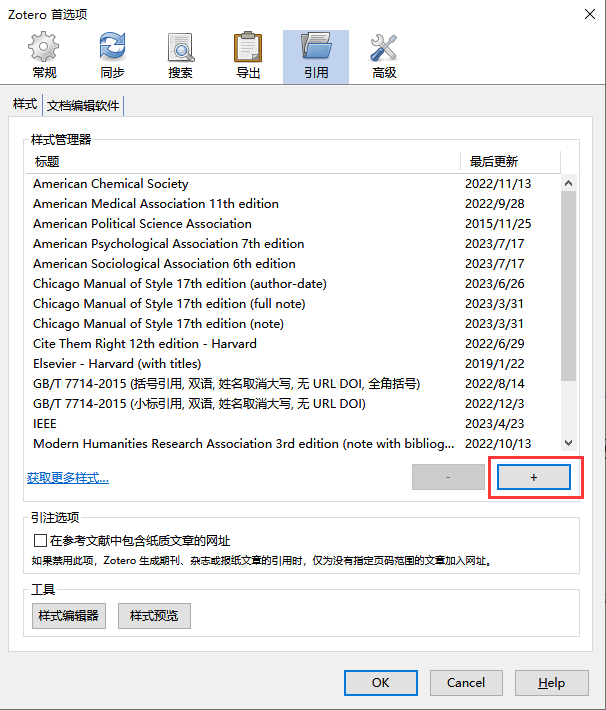 Zotero 首选项
常规 同步 搜索 导出 引用 高级
样式 文档编辑软件
样式管理器
标题 最后更新
American Chemical Society 2022/11/13
American Medical Association 11th edition 2022/9/28
American Political Science Association 2015/11/25
American Psychological Association 7th edition 2023/7/17
American Sociological Association 6th edition 2023/7/17
Chicago Manual of Style 17th edition (author-date) 2023/6/26
Chicago Manual of Style 17th edition (full note) 2023/3/31
Chicago Manual of Style 17th edition (note) 2023/3/31
Cite Them Right 12th edition - Harvard 2022/6/29
Elsevier - Harvard (with titles) 2019/1/22
GB/T 7714-2015 (括号引用, 双语, 姓名取消大写, 无 URL DOI, 全角括号) 2022/8/14
GB/T 7714-2015 (小标引用, 双语, 姓名取消大写, 无 URL DOI) 2022/12/3
IEEE 2023/4/23
Modern Humanities Research Association 3rd edition (note with bibliog... 2022/10/13
获取更多样式... - +
引注选项
在参考文献中包含纸质文章的网址
如果禁用此项，Zotero 生成期刊、杂志或报纸文章的引用时，仅为没有指定页码范围的文章加入网址。
工具
样式编辑器 样式预览
OK Cancel Help